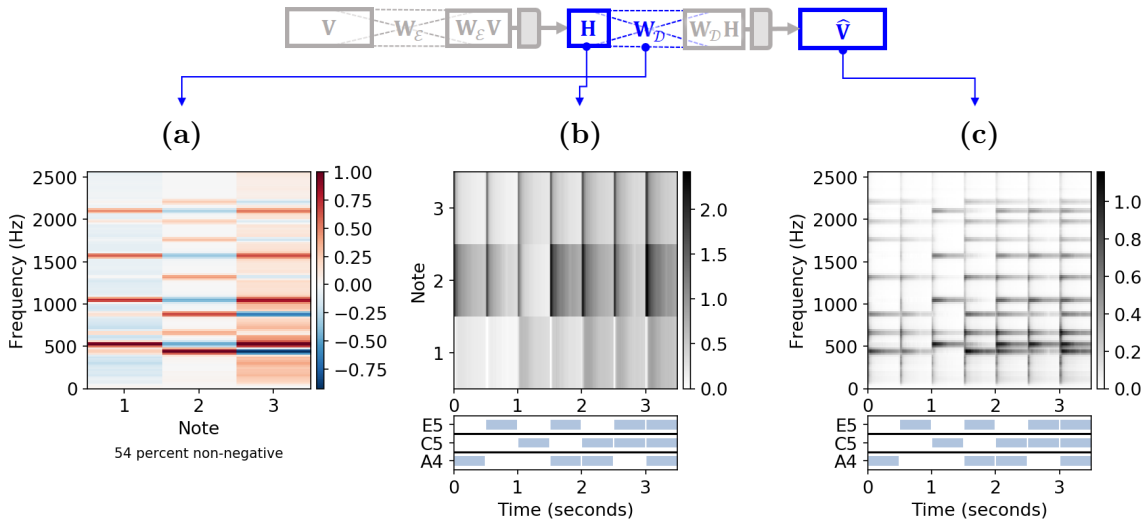 V W_ℰ W_ℰV H W_𝒟 W_𝒟H V̂
(a) (b) (c)
2500
2000
1500
1000
500
0
Frequency (Hz)
1 2 3
Note
54 percent non-negative
1.00
0.75
0.50
0.25
0.00
−0.25
−0.50
−0.75
3
2
1
Note
0 1 2 3
2.0
1.5
1.0
0.5
0.0
E5
C5
A4
0 1 2 3
Time (seconds)
2500
2000
1500
1000
500
0
Frequency (Hz)
0 1 2 3
1.0
0.8
0.6
0.4
0.2
0.0
E5
C5
A4
0 1 2 3
Time (seconds)